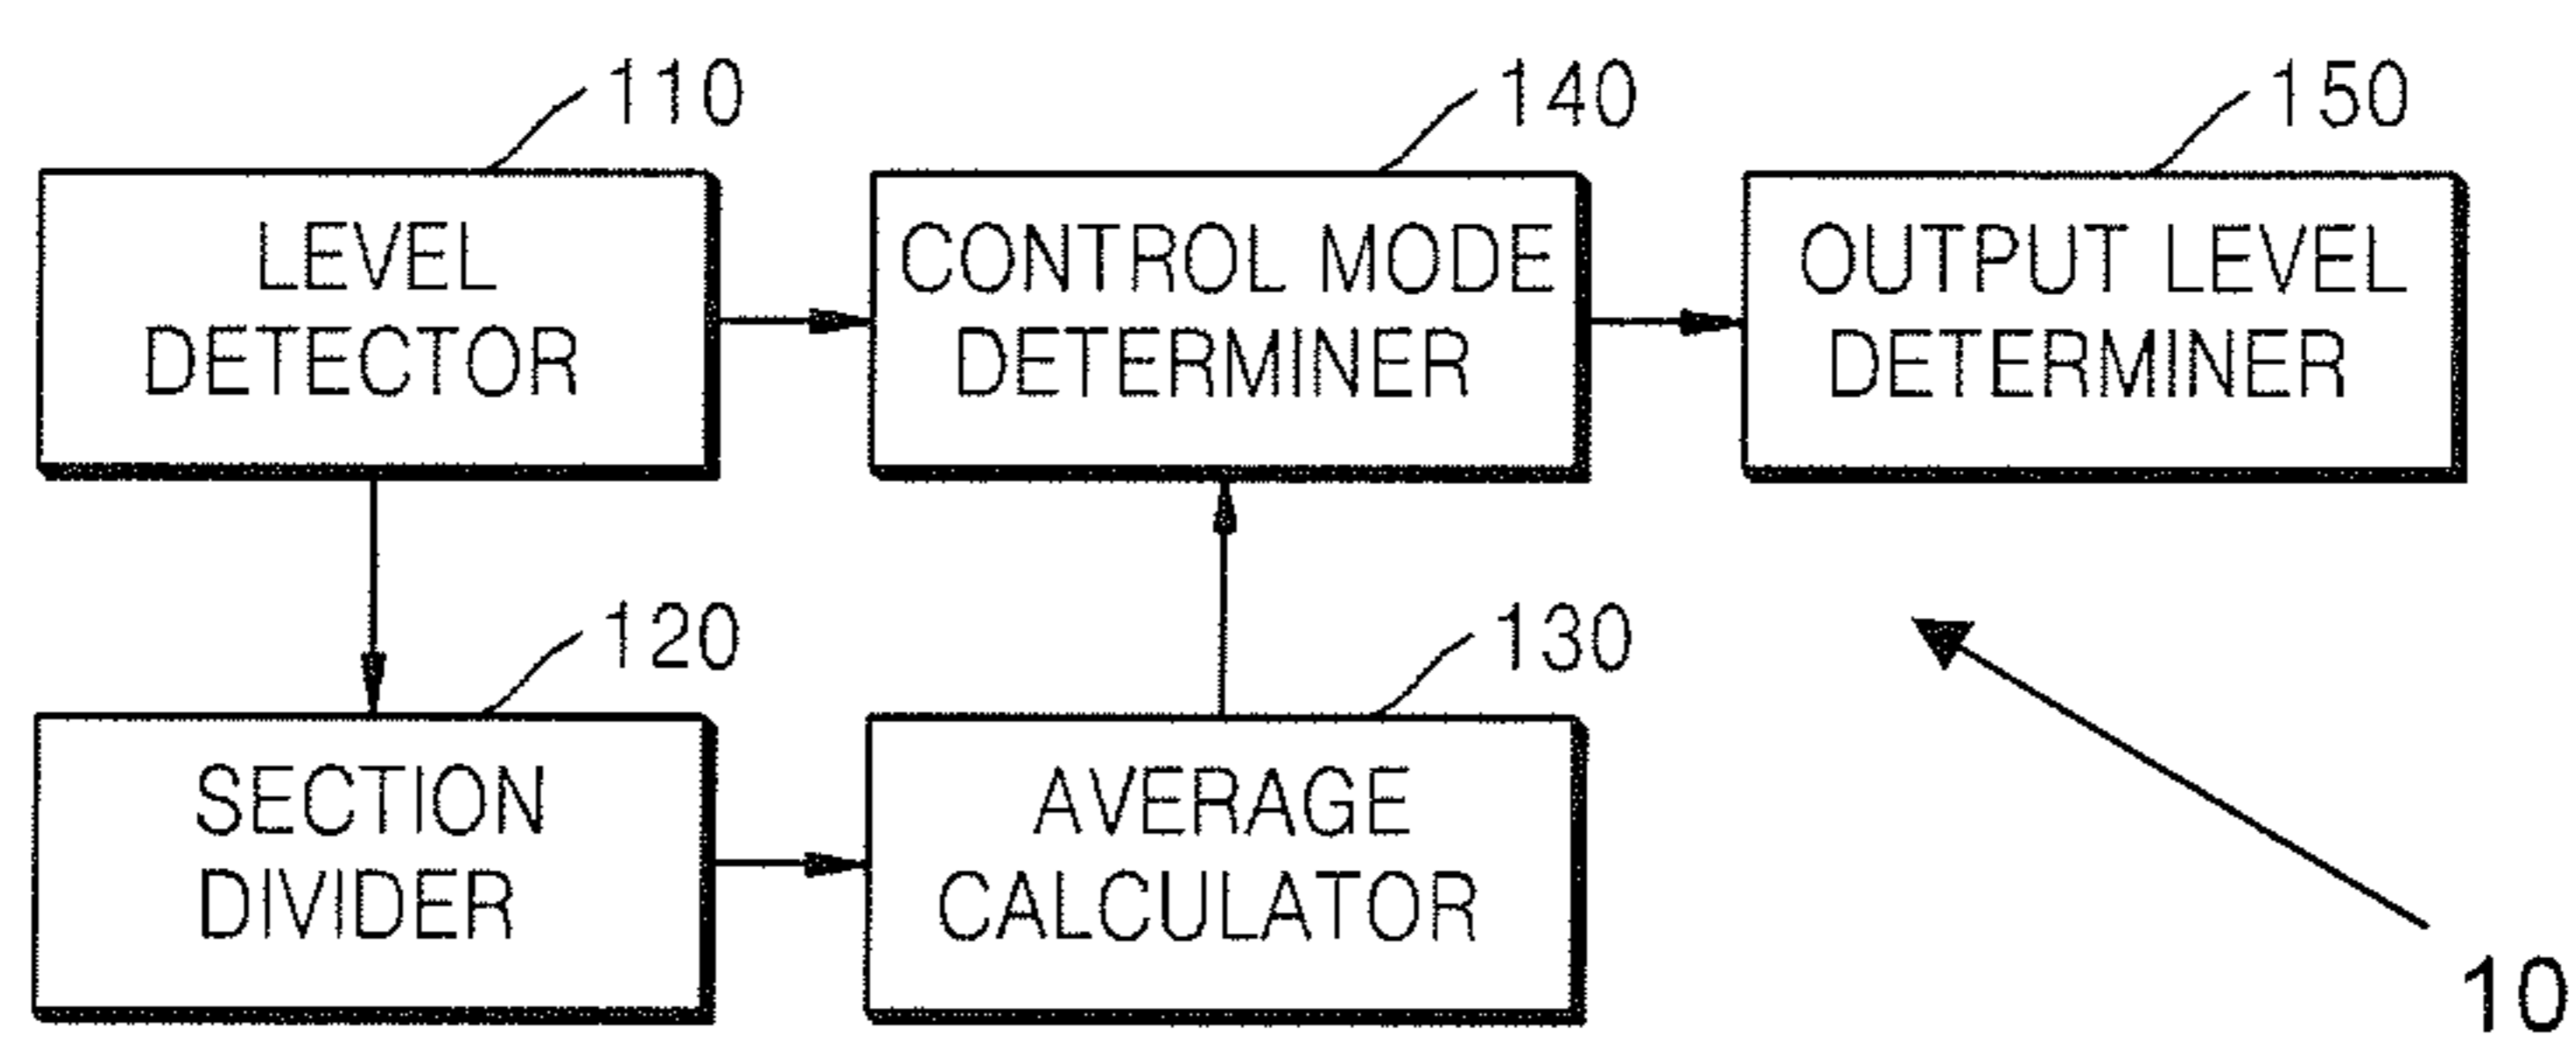 110
140
150
LEVEL
DETECTOR
CONTROL MODE
DETERMINER
OUTPUT LEVEL
DETERMINER
120
130
SECTION
DIVIDER
AVERAGE
CALCULATOR
10